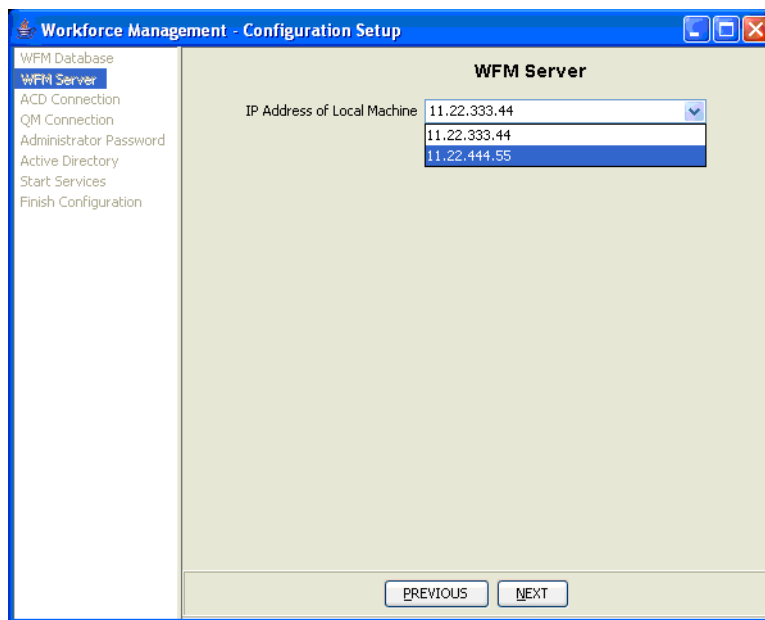 Workforce Management - Configuration Setup
WFM Database
WFM Server
ACD Connection
QM Connection
Administrator Password
Active Directory
Start Services
Finish Configuration
WFM Server
IP Address of Local Machine 11.22.333.44
11.22.333.44
11.22.444.55
PREVIOUS NEXT